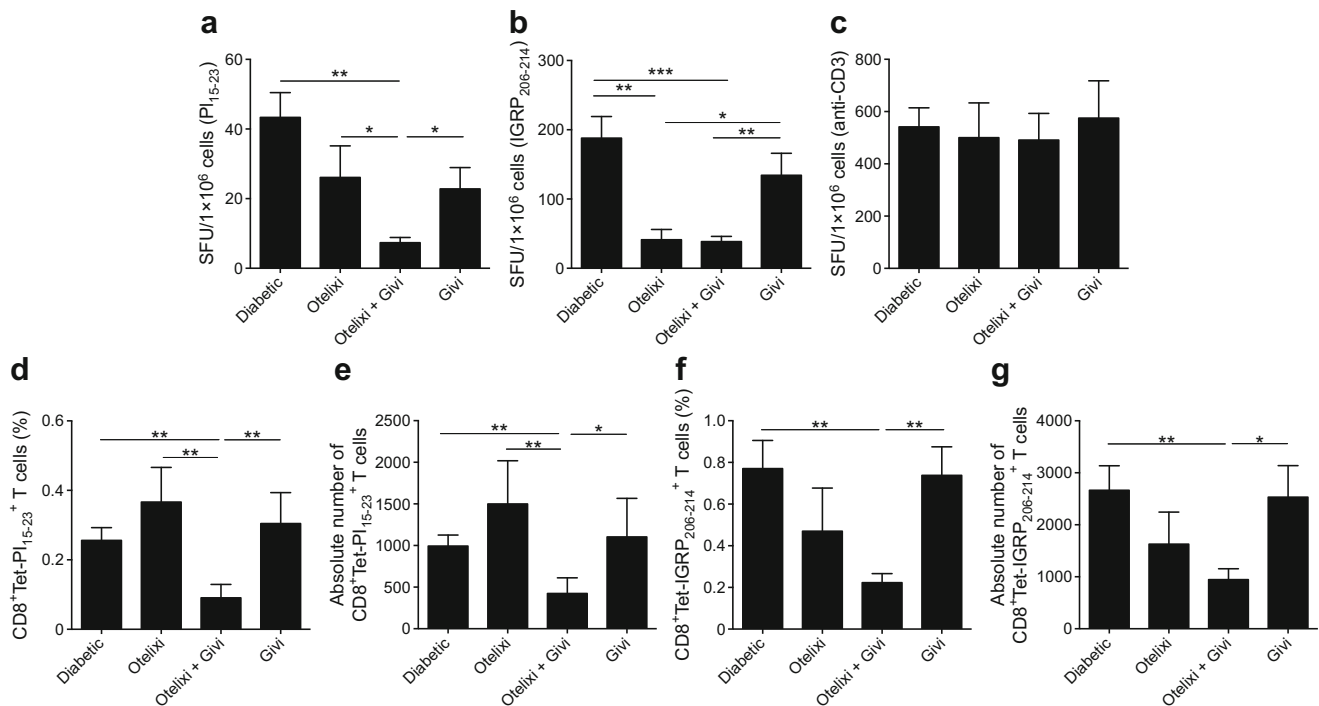 a
SFU/1×10⁶ cells (PI₁₅₋₂₃)
60
40
20
0
**
*
*
Diabetic
Otelixi
Otelixi + Givi
Givi
b
SFU/1×10⁶ cells (IGRP₂₀₆₋₂₁₄)
300
200
100
0
***
**
*
**
Diabetic
Otelixi
Otelixi + Givi
Givi
c
SFU/1×10⁶ cells (anti-CD3)
800
600
400
200
0
Diabetic
Otelixi
Otelixi + Givi
Givi
d
CD8⁺Tet-PI₁₅₋₂₃⁺ T cells (%)
0.6
0.4
0.2
0
**
**
**
Diabetic
Otelixi
Otelixi + Givi
Givi
e
Absolute number of
CD8⁺Tet-PI₁₅₋₂₃⁺ T cells
2500
2000
1500
1000
500
0
**
*
**
Diabetic
Otelixi
Otelixi + Givi
Givi
f
CD8⁺Tet-IGRP₂₀₆₋₂₁₄⁺ T cells (%)
1.0
0.8
0.6
0.4
0.2
0
**
**
Diabetic
Otelixi
Otelixi + Givi
Givi
g
Absolute number of
CD8⁺Tet-IGRP₂₀₆₋₂₁₄⁺ T cells
4000
3000
2000
1000
0
**
*
Diabetic
Otelixi
Otelixi + Givi
Givi